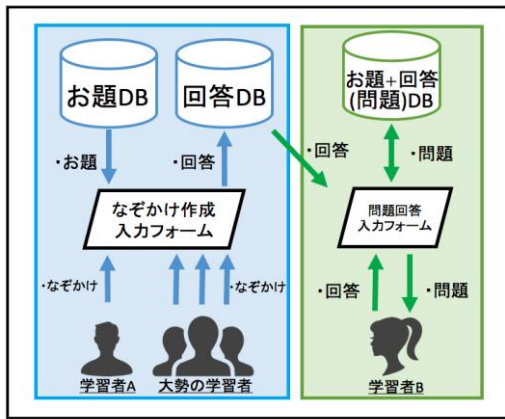 お題DB
回答DB
・お題
・回答
なぞかけ作成
入力フォーム
・なぞかけ
・なぞかけ
学習者A
大勢の学習者
お題+回答
(問題)DB
・回答
・問題
問題回答
入力フォーム
・回答
・問題
学習者B